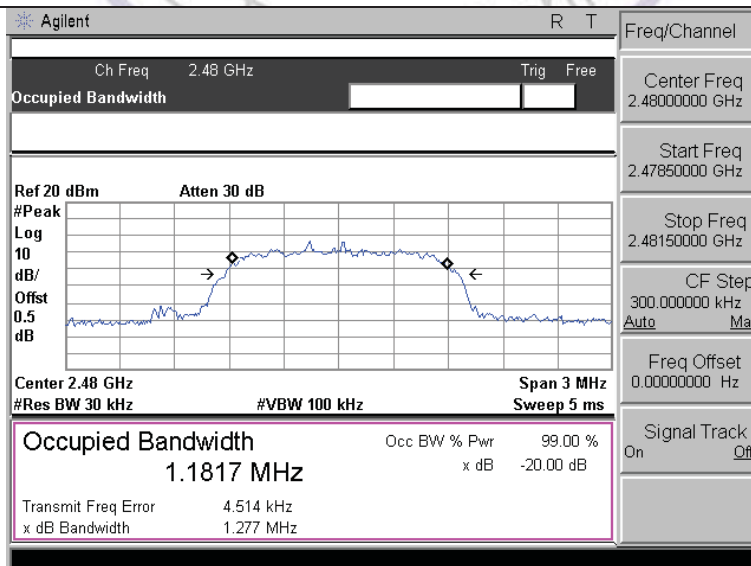 Agilent R T
Ch Freq 2.48 GHz Trig Free
Occupied Bandwidth
Ref 20 dBm Atten 30 dB
#Peak
Log
10
dB/
Offst
0.5
dB
Center 2.48 GHz Span 3 MHz
#Res BW 30 kHz #VBW 100 kHz Sweep 5 ms
Occupied Bandwidth Occ BW % Pwr 99.00 %
1.1817 MHz x dB -20.00 dB
Transmit Freq Error 4.514 kHz
x dB Bandwidth 1.277 MHz
Freq/Channel
Center Freq
2.48000000 GHz
Start Freq
2.47850000 GHz
Stop Freq
2.48150000 GHz
CF Step
300.000000 kHz
Auto Ma
Freq Offset
0.00000000 Hz
Signal Track
On Off